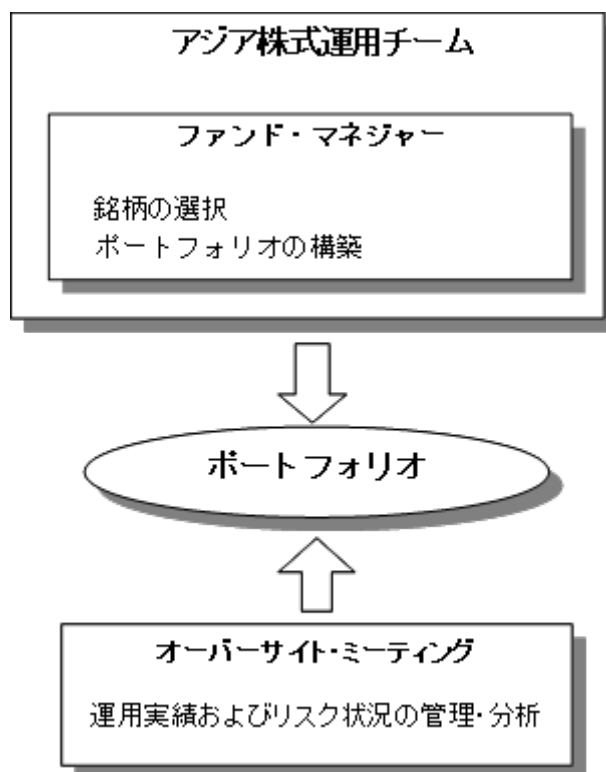 アジア株式運用チーム
ファンド・マネジャー
銘柄の選択
ポートフォリオの構築
ポートフォリオ
オーバーサイト・ミーティング
運用実績およびリスク状況の管理・分析